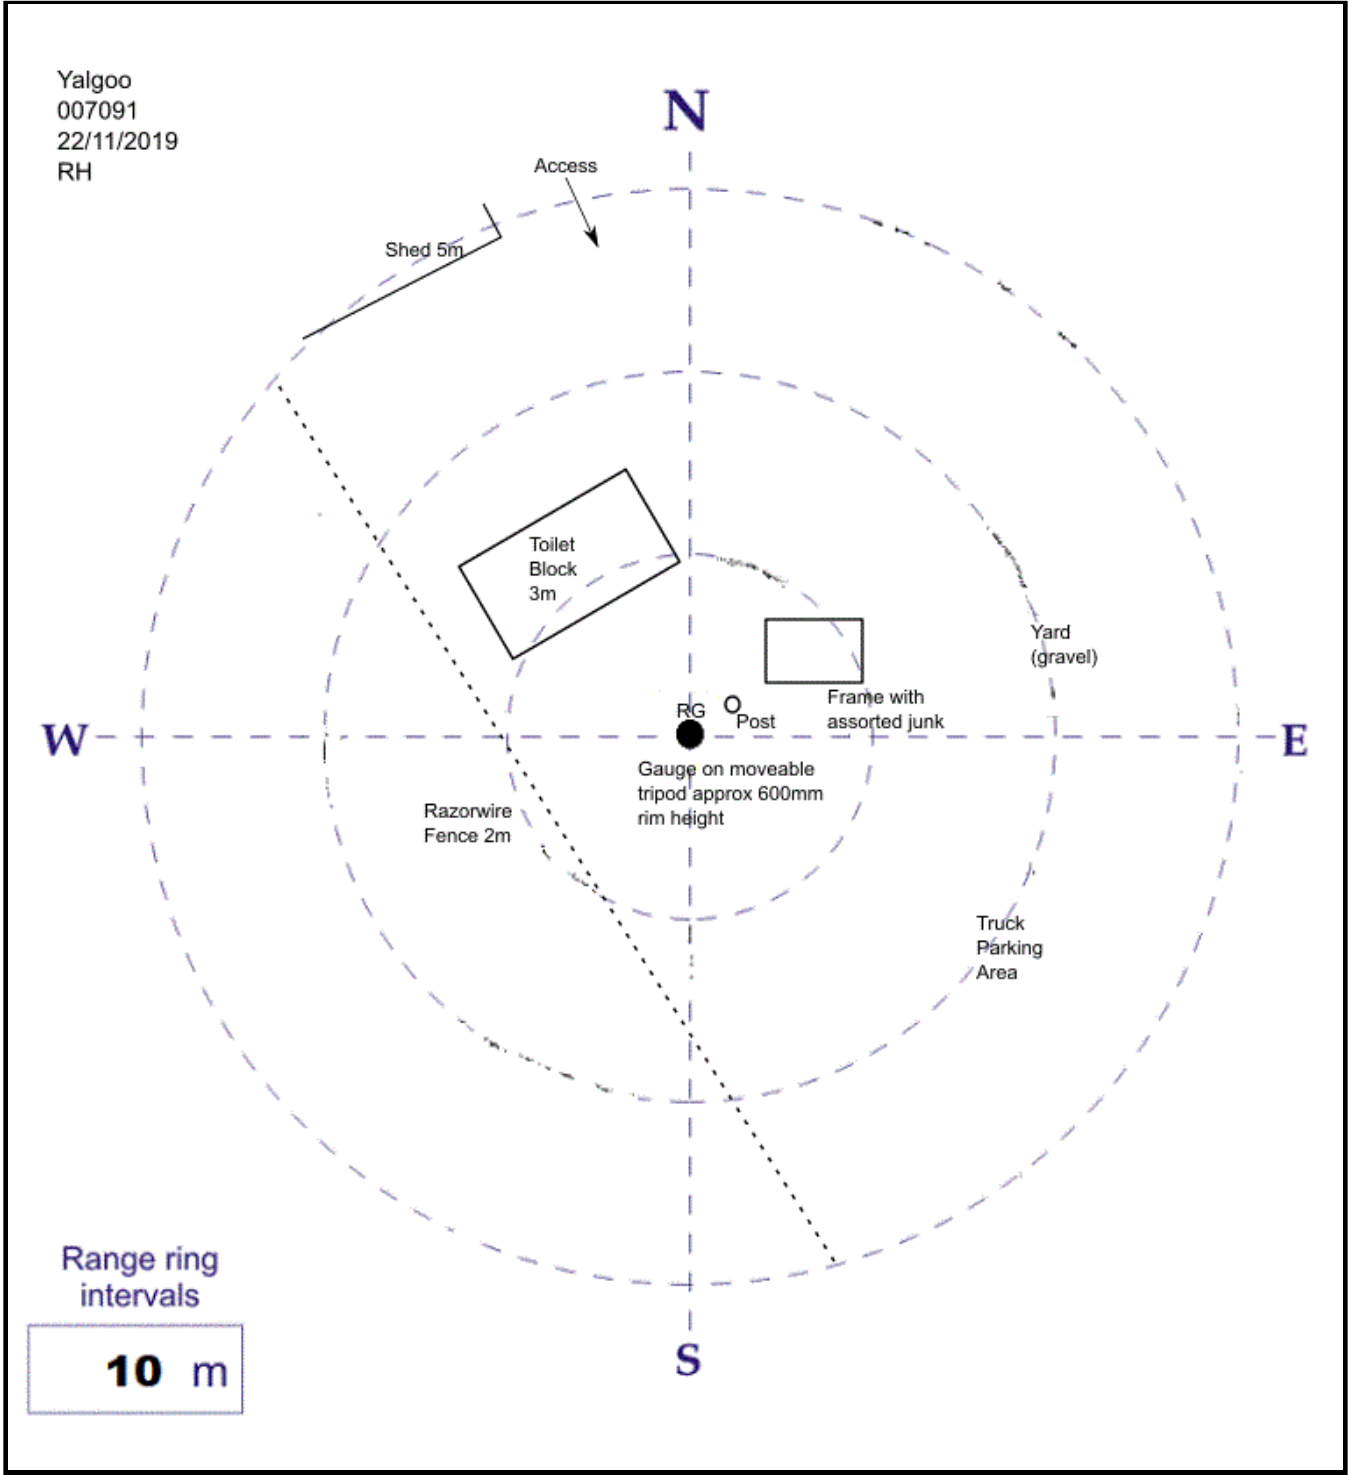 Yalgoo
007091
22/11/2019
RH
N
Access
Shed 5m
Toilet
Block
3m
Yard
(gravel)
RG
Post
Frame with
assorted junk
W
E
Gauge on moveable
tripod approx 600mm
rim height
Razorwire
Fence 2m
Truck
Parking
Area
Range ring
intervals
10 m
S